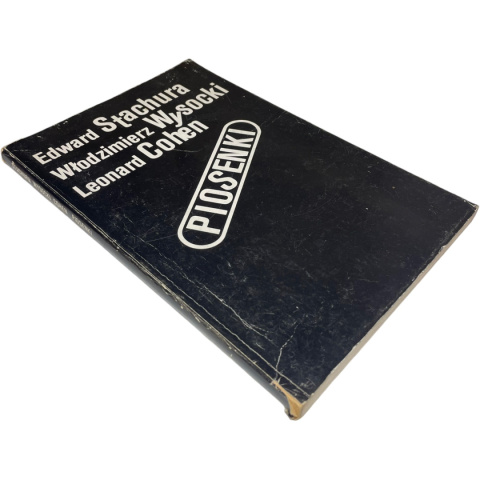 Edward Stachura
Włodzimierz Wysocki
Leonard Cohen
PIOSENKI